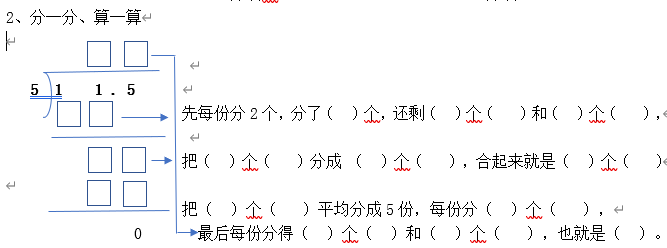 2、分一分、算一算
5 1 1.5
先每份分2个，分了（ ）个，还剩（ ）个（ ）和（ ）个（ ），
把（ ）个（ ）分成 （ ）个（ ），合起来就是（ ）个（ ）
把（ ）个（ ）平均分成5份，每份分（ ）个（ ），
0
最后每份分得（ ）个（ ）和（ ）个（ ），也就是（ ）。